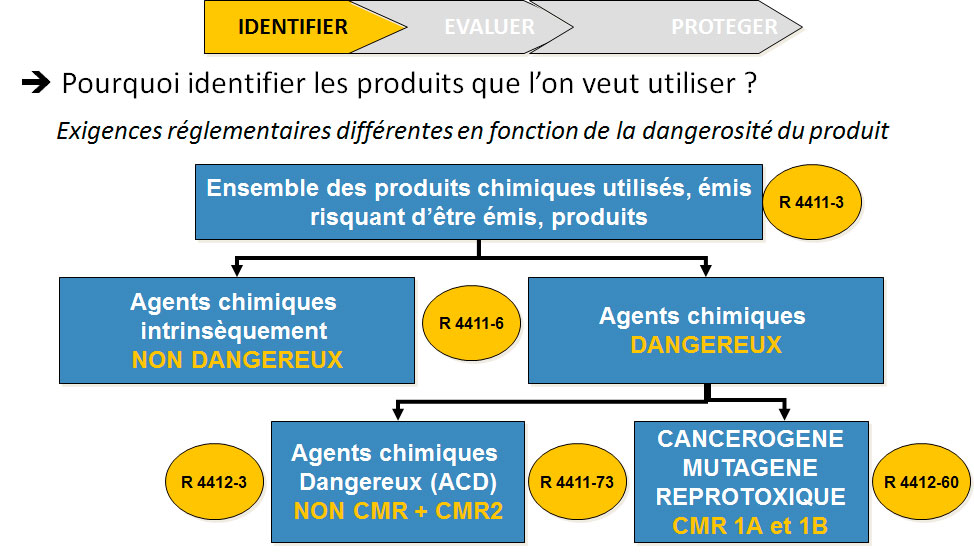 IDENTIFIER
EVALUER
PROTEGER
➔ Pourquoi identifier les produits que l'on veut utiliser ?
Exigences réglementaires différentes en fonction de la dangerosité du produit
Ensemble des produits chimiques utilisés, émis
risquant d'être émis, produits
R 4411-3
Agents chimiques
intrinsèquement
NON DANGEREUX
R 4411-6
Agents chimiques
DANGEREUX
R 4412-3
Agents chimiques
Dangereux (ACD)
NON CMR + CMR2
R 4411-73
CANCEROGENE
MUTAGENE
REPROTOXIQUE
CMR 1A et 1B
R 4412-60